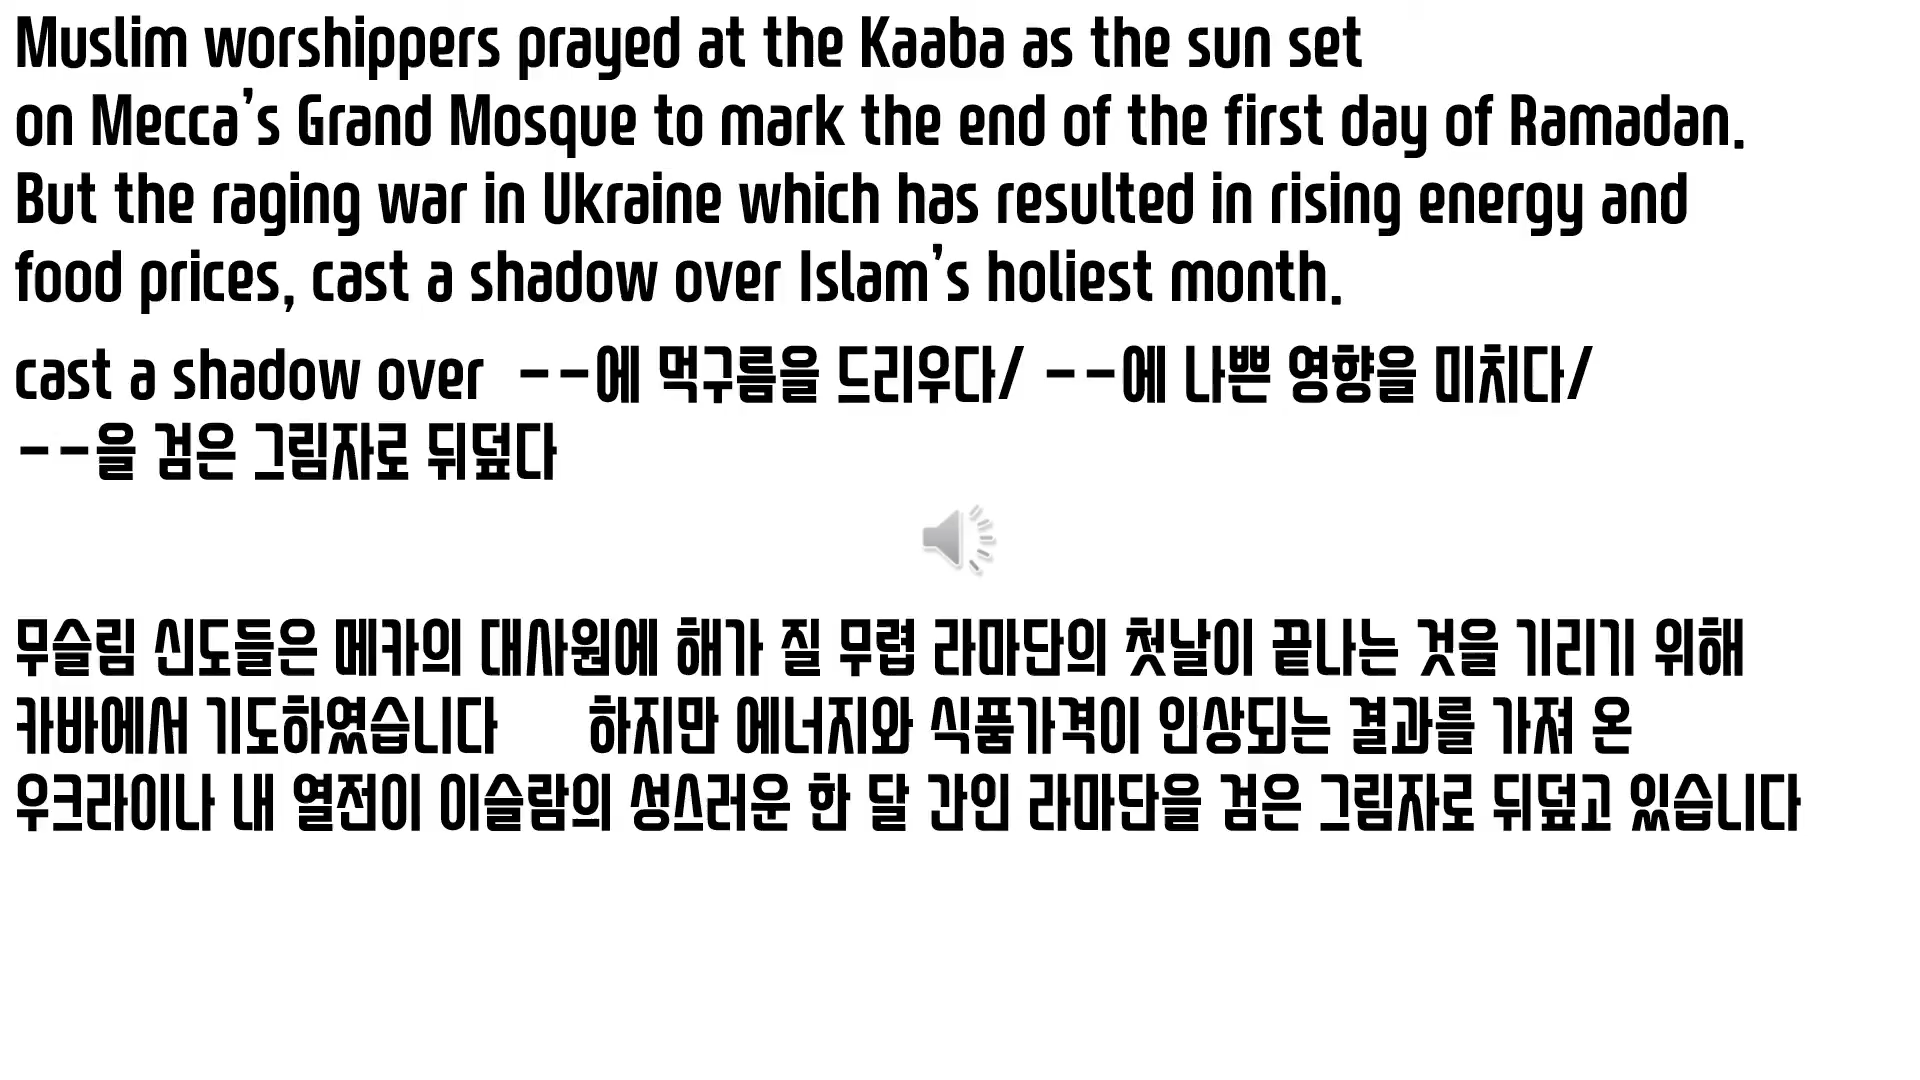 Muslim worshippers prayed at the Kaaba as the sun set
on Mecca’s Grand Mosque to mark the end of the first day of Ramadan.
But the raging war in Ukraine which has resulted in rising energy and
food prices, cast a shadow over Islam’s holiest month.
cast a shadow over --에 먹구름을 드리우다/ --에 나쁜 영향을 미치다/
--을 검은 그림자로 뒤덮다
무슬림 신도들은 메카의 대사원에 해가 질 무렵 라마단의 첫날이 끝나는 것을 기리기 위해
카바에서 기도하였습니다 하지만 에너지와 식품가격이 인상되는 결과를 가져 온
우크라이나 내 열전이 이슬람의 성스러운 한 달 간인 라마단을 검은 그림자로 뒤덮고 있습니다